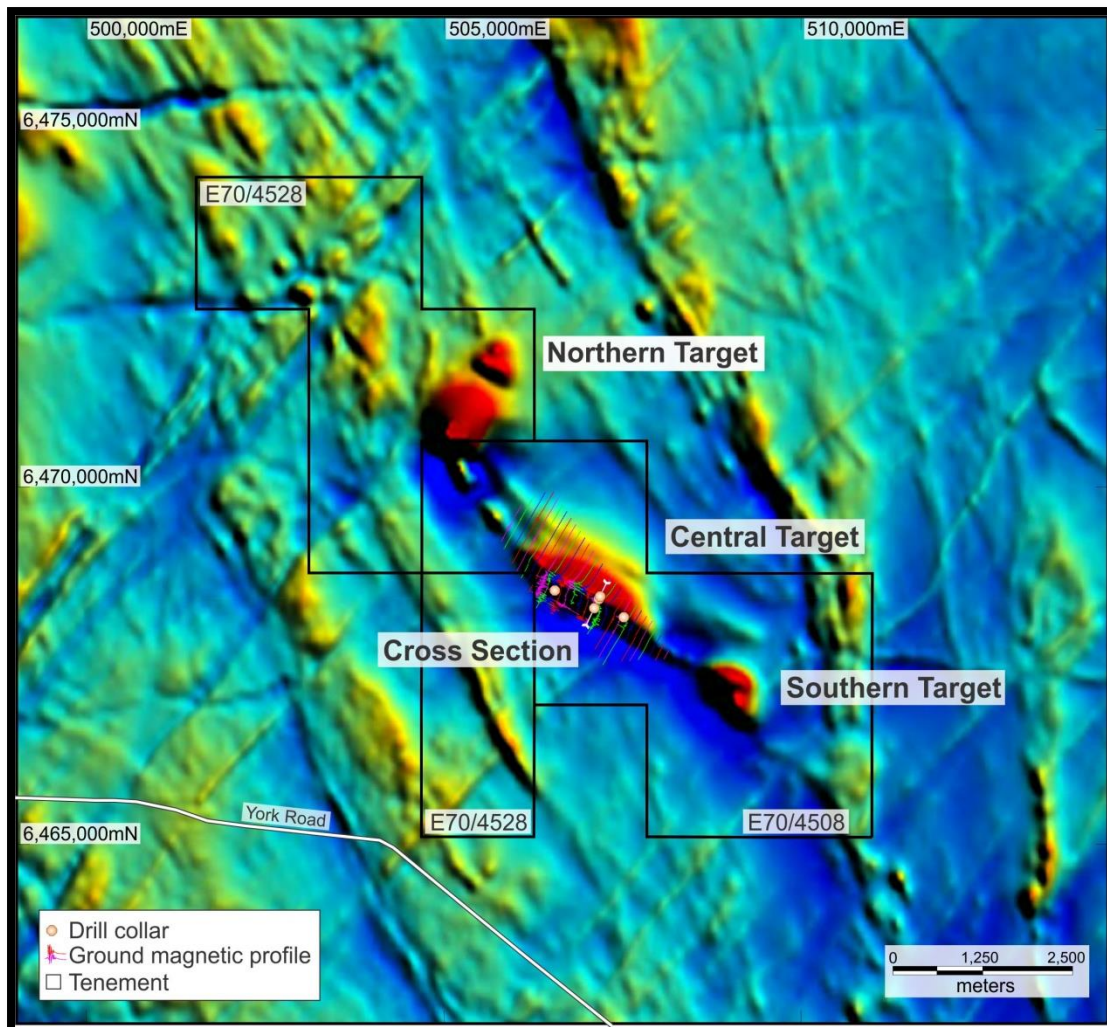 500,000mE
505,000mE
510,000mE
6,475,000mN
E70/4528
Northern Target
6,470,000mN
Central Target
Cross Section
Southern Target
York Road
E70/4528
E70/4508
6,465,000mN
Drill collar
Ground magnetic profile
Tenement
0 1,250 2,500
meters